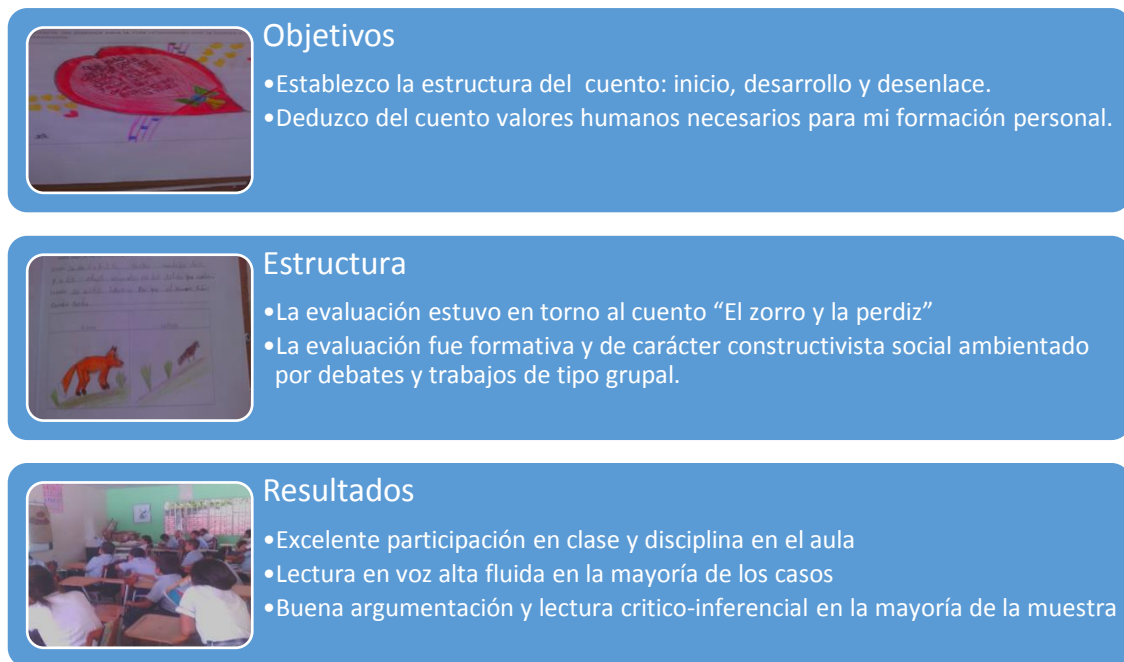 Objetivos
•Establezco la estructura del  cuento: inicio, desarrollo y desenlace.
•Deduzco del cuento valores humanos necesarios para mi formación personal.
Estructura
•La evaluación estuvo en torno al cuento “El zorro y la perdiz”
•La evaluación fue formativa y de carácter constructivista social ambientado
por debates y trabajos de tipo grupal.
Resultados
•Excelente participación en clase y disciplina en el aula
•Lectura en voz alta fluida en la mayoría de los casos
•Buena argumentación y lectura critico-inferencial en la mayoría de la muestra